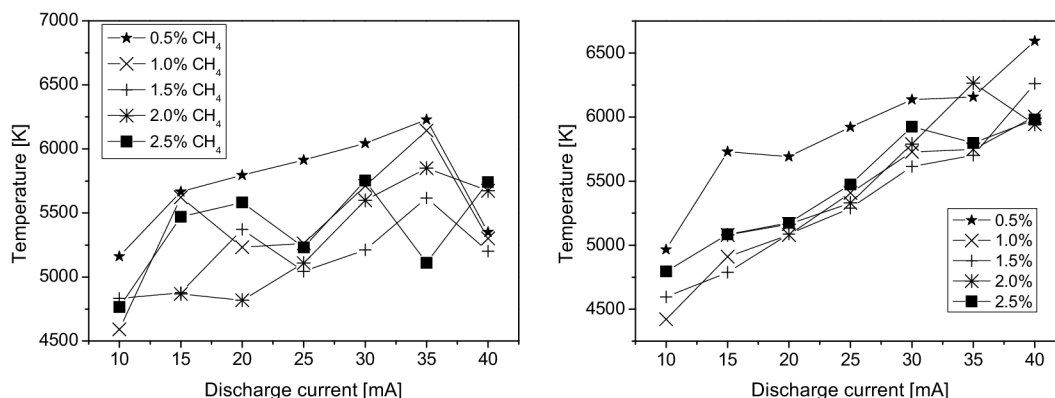 7000
6500
6000
5500
5000
4500
Temperature [K]
0.5% CH4
1.0% CH4
1.5% CH4
2.0% CH4
2.5% CH4
10 15 20 25 30 35 40
Discharge current [mA]
6500
6000
5500
5000
4500
Temperature [K]
0.5%
1.0%
1.5%
2.0%
2.5%
10 15 20 25 30 35 40
Discharge current [mA]